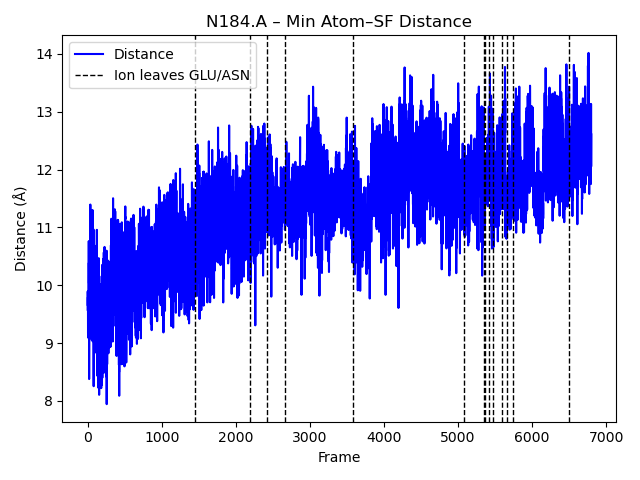 N184.A – Min Atom–SF Distance
Distance
Ion leaves GLU/ASN
Distance (Å)
14
13
12
11
10
9
8
0 1000 2000 3000 4000 5000 6000 7000
Frame